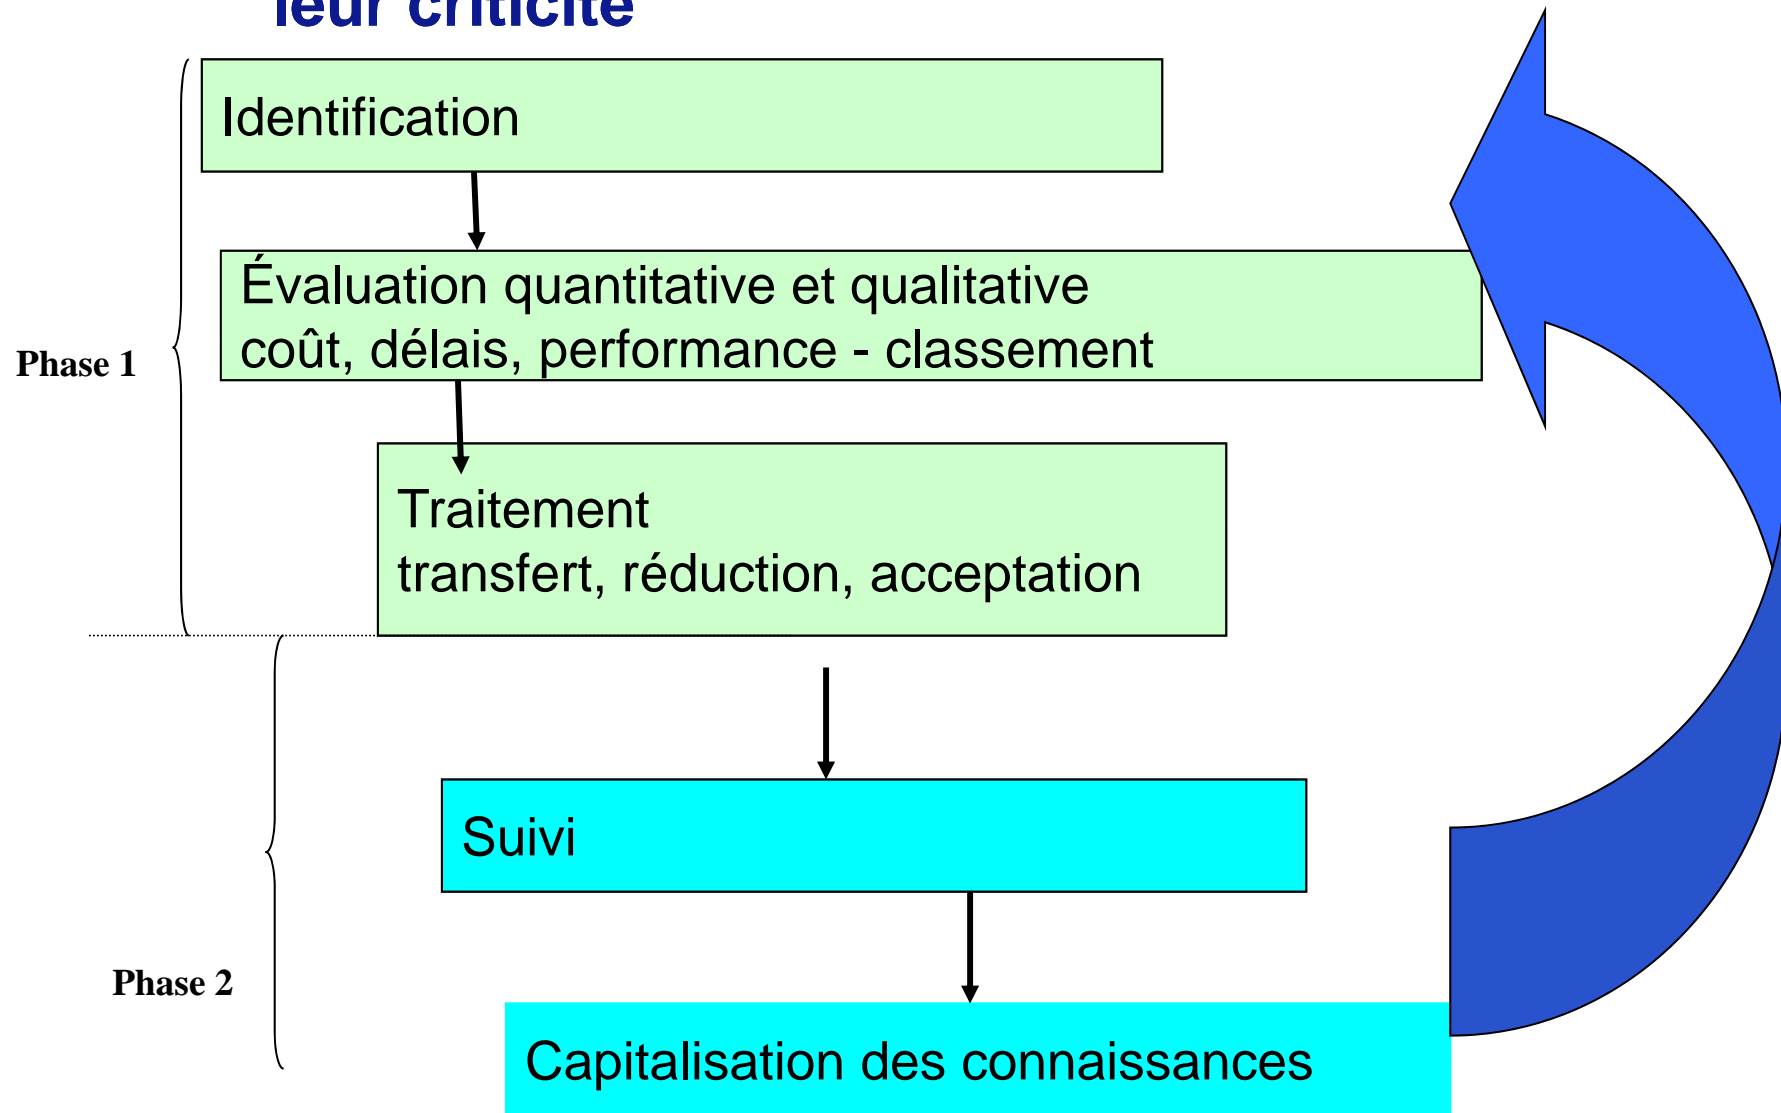 leur criticité
Identification
Évaluation quantitative et qualitative
coût, délais, performance - classement
Phase 1
Traitement
transfert, réduction, acceptation
Suivi
Phase 2
Capitalisation des connaissances